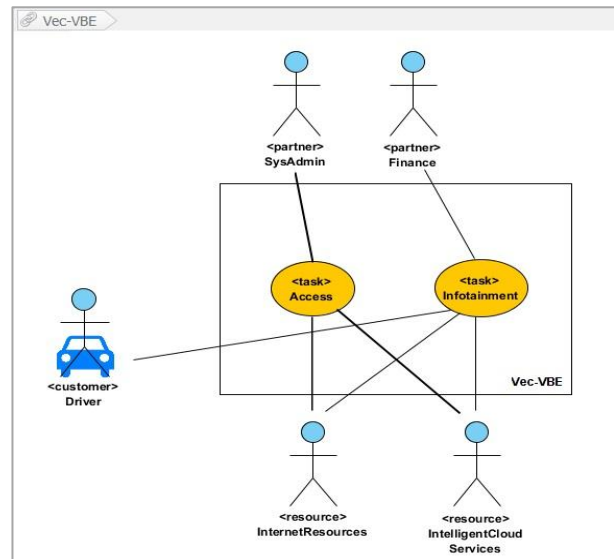 Vec-VBE
<partner>
SysAdmin
<partner>
Finance
<task>
Access
<task>
Infotainment
Vec-VBE
<customer>
Driver
<resource>
InternetResources
<resource>
IntelligentCloud
Services